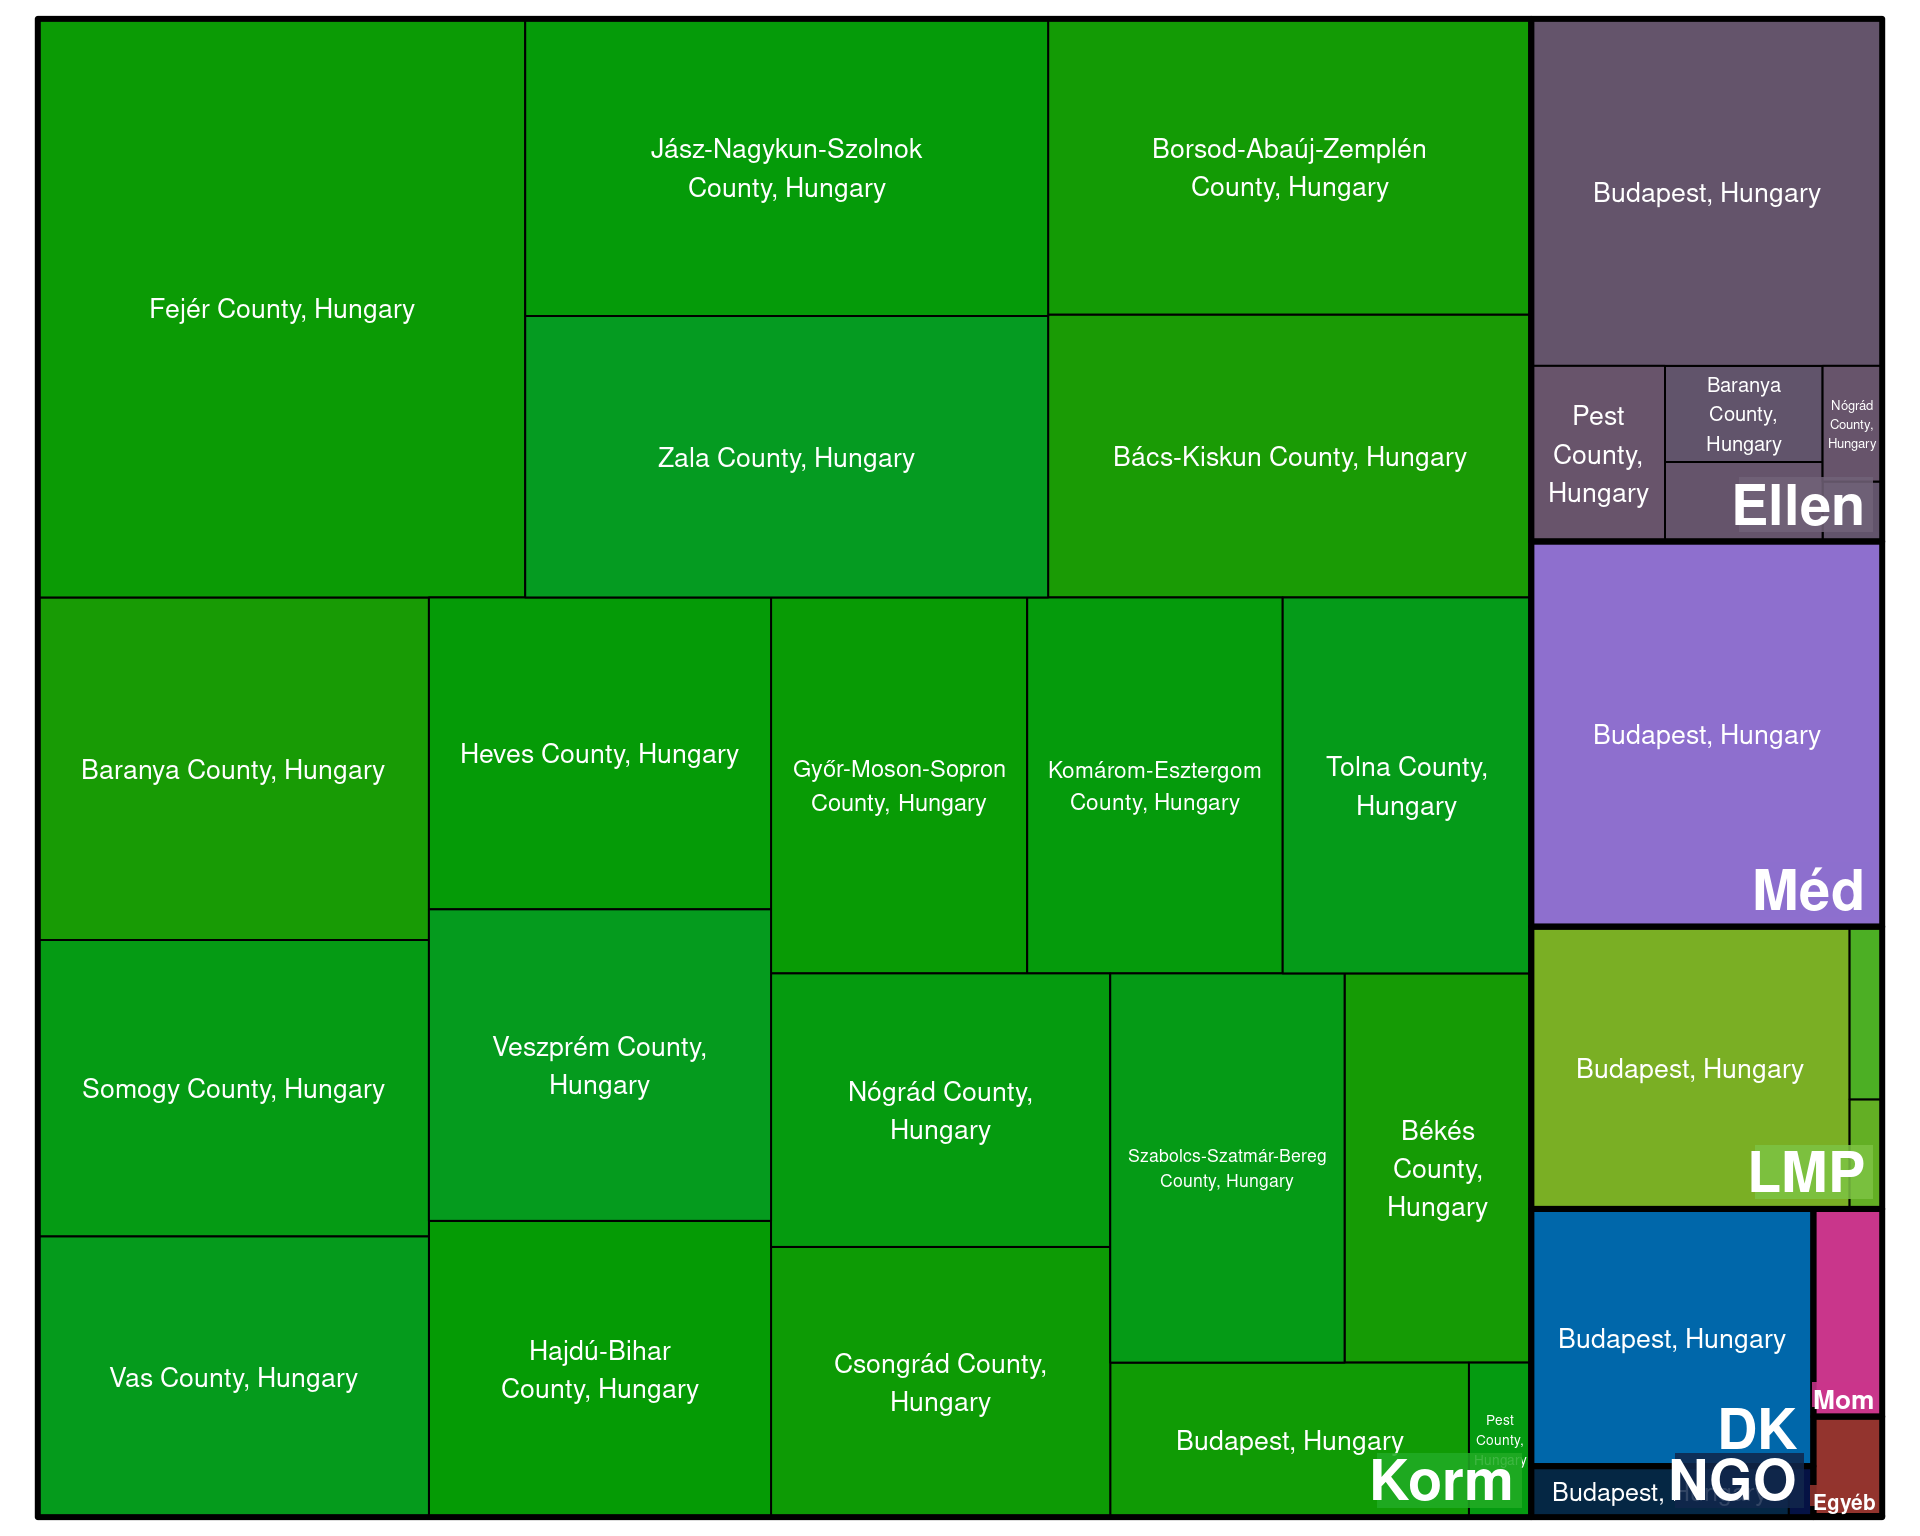 Fejér County, Hungary
Jász-Nagykun-Szolnok
County, Hungary
Borsod-Abaúj-Zemplén
County, Hungary
Zala County, Hungary
Bács-Kiskun County, Hungary
Baranya County, Hungary
Heves County, Hungary
Győr-Moson-Sopron
County, Hungary
Komárom-Esztergom
County, Hungary
Tolna County,
Hungary
Somogy County, Hungary
Veszprém County,
Hungary
Nógrád County,
Hungary
Szabolcs-Szatmár-Bereg
County, Hungary
Békés
County,
Hungary
Vas County, Hungary
Hajdú-Bihar
County, Hungary
Csongrád County,
Hungary
Budapest, Hungary
Pest
County,
Hungary
Korm
Budapest, Hungary
Pest
County,
Hungary
Baranya
County,
Hungary
Nógrád
County,
Hungary
Ellen
Budapest, Hungary
Méd
Budapest, Hungary
LMP
Budapest, Hungary
DK
Mom
Budapest, Hungary
NGO
Egyéb